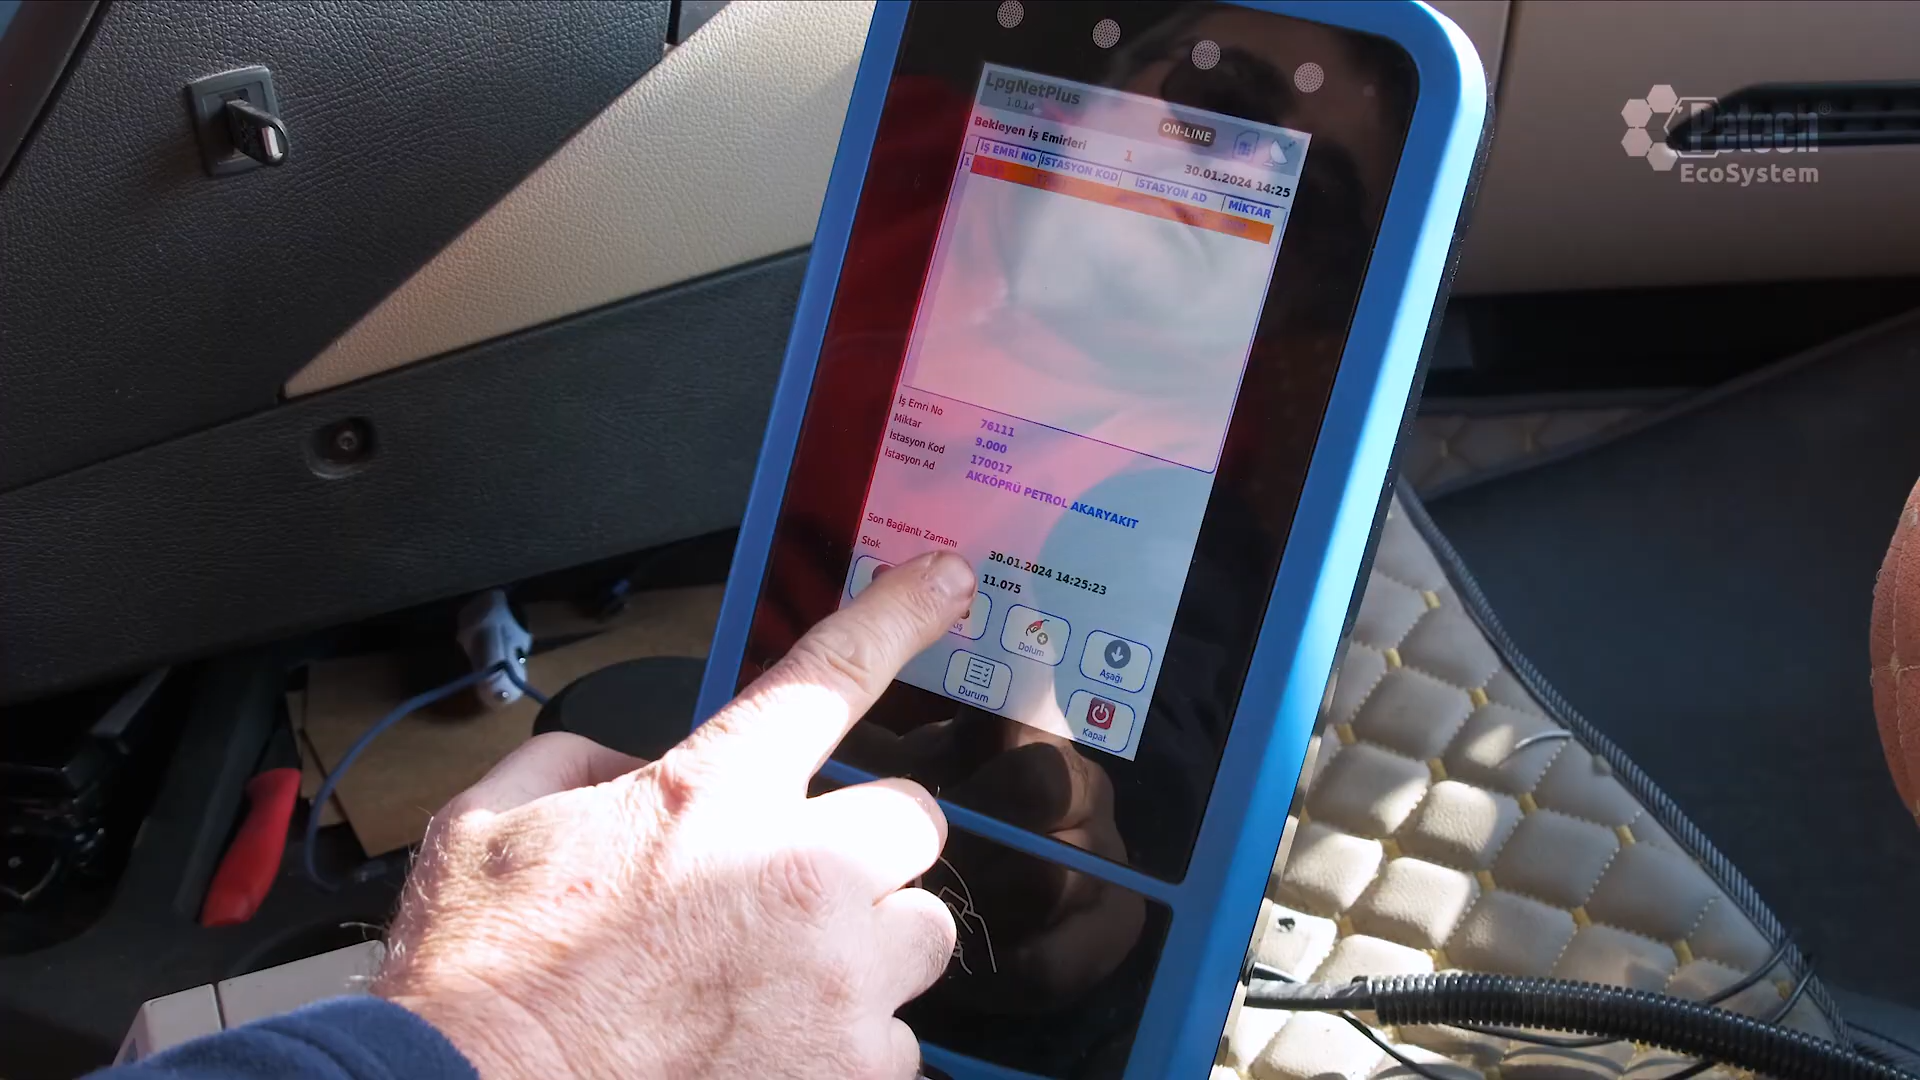 LpgNetPlus
1.0.14
ON-LINE
Bekleyen İş Emirleri 1
30.01.2024 14:25
İŞ EMRİ NO İSTASYON KOD İSTASYON AD MİKTAR
1
İş Emri No 76111
Miktar 9.000
İstasyon Kod 170017
İstasyon Ad AKKÖPRÜ PETROL AKARYAKIT
Son Bağlantı Zamanı 30.01.2024 14:25:23
Stok 11.075
Dolum
Aşağı
Durum
Kapat
EcoSystem